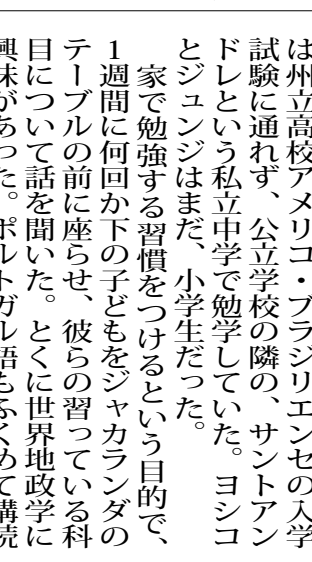 は州立高校アメリコ・ブラジリエンセの入学
試験に通れず、公立学校の隣の、サントアン
ドレという私立中学で勉学していた。ヨシコ
とジュンジはまだ、小学生だった。
家で勉強する習慣をつけるという目的で、
1週間に何回か下の子どもをジャカランダの
テーブルの前に座らせ、彼らの習っている科
目について話を聞いた。とくに世界地政学に
興味があった。ポルトガル語もふくめて購読